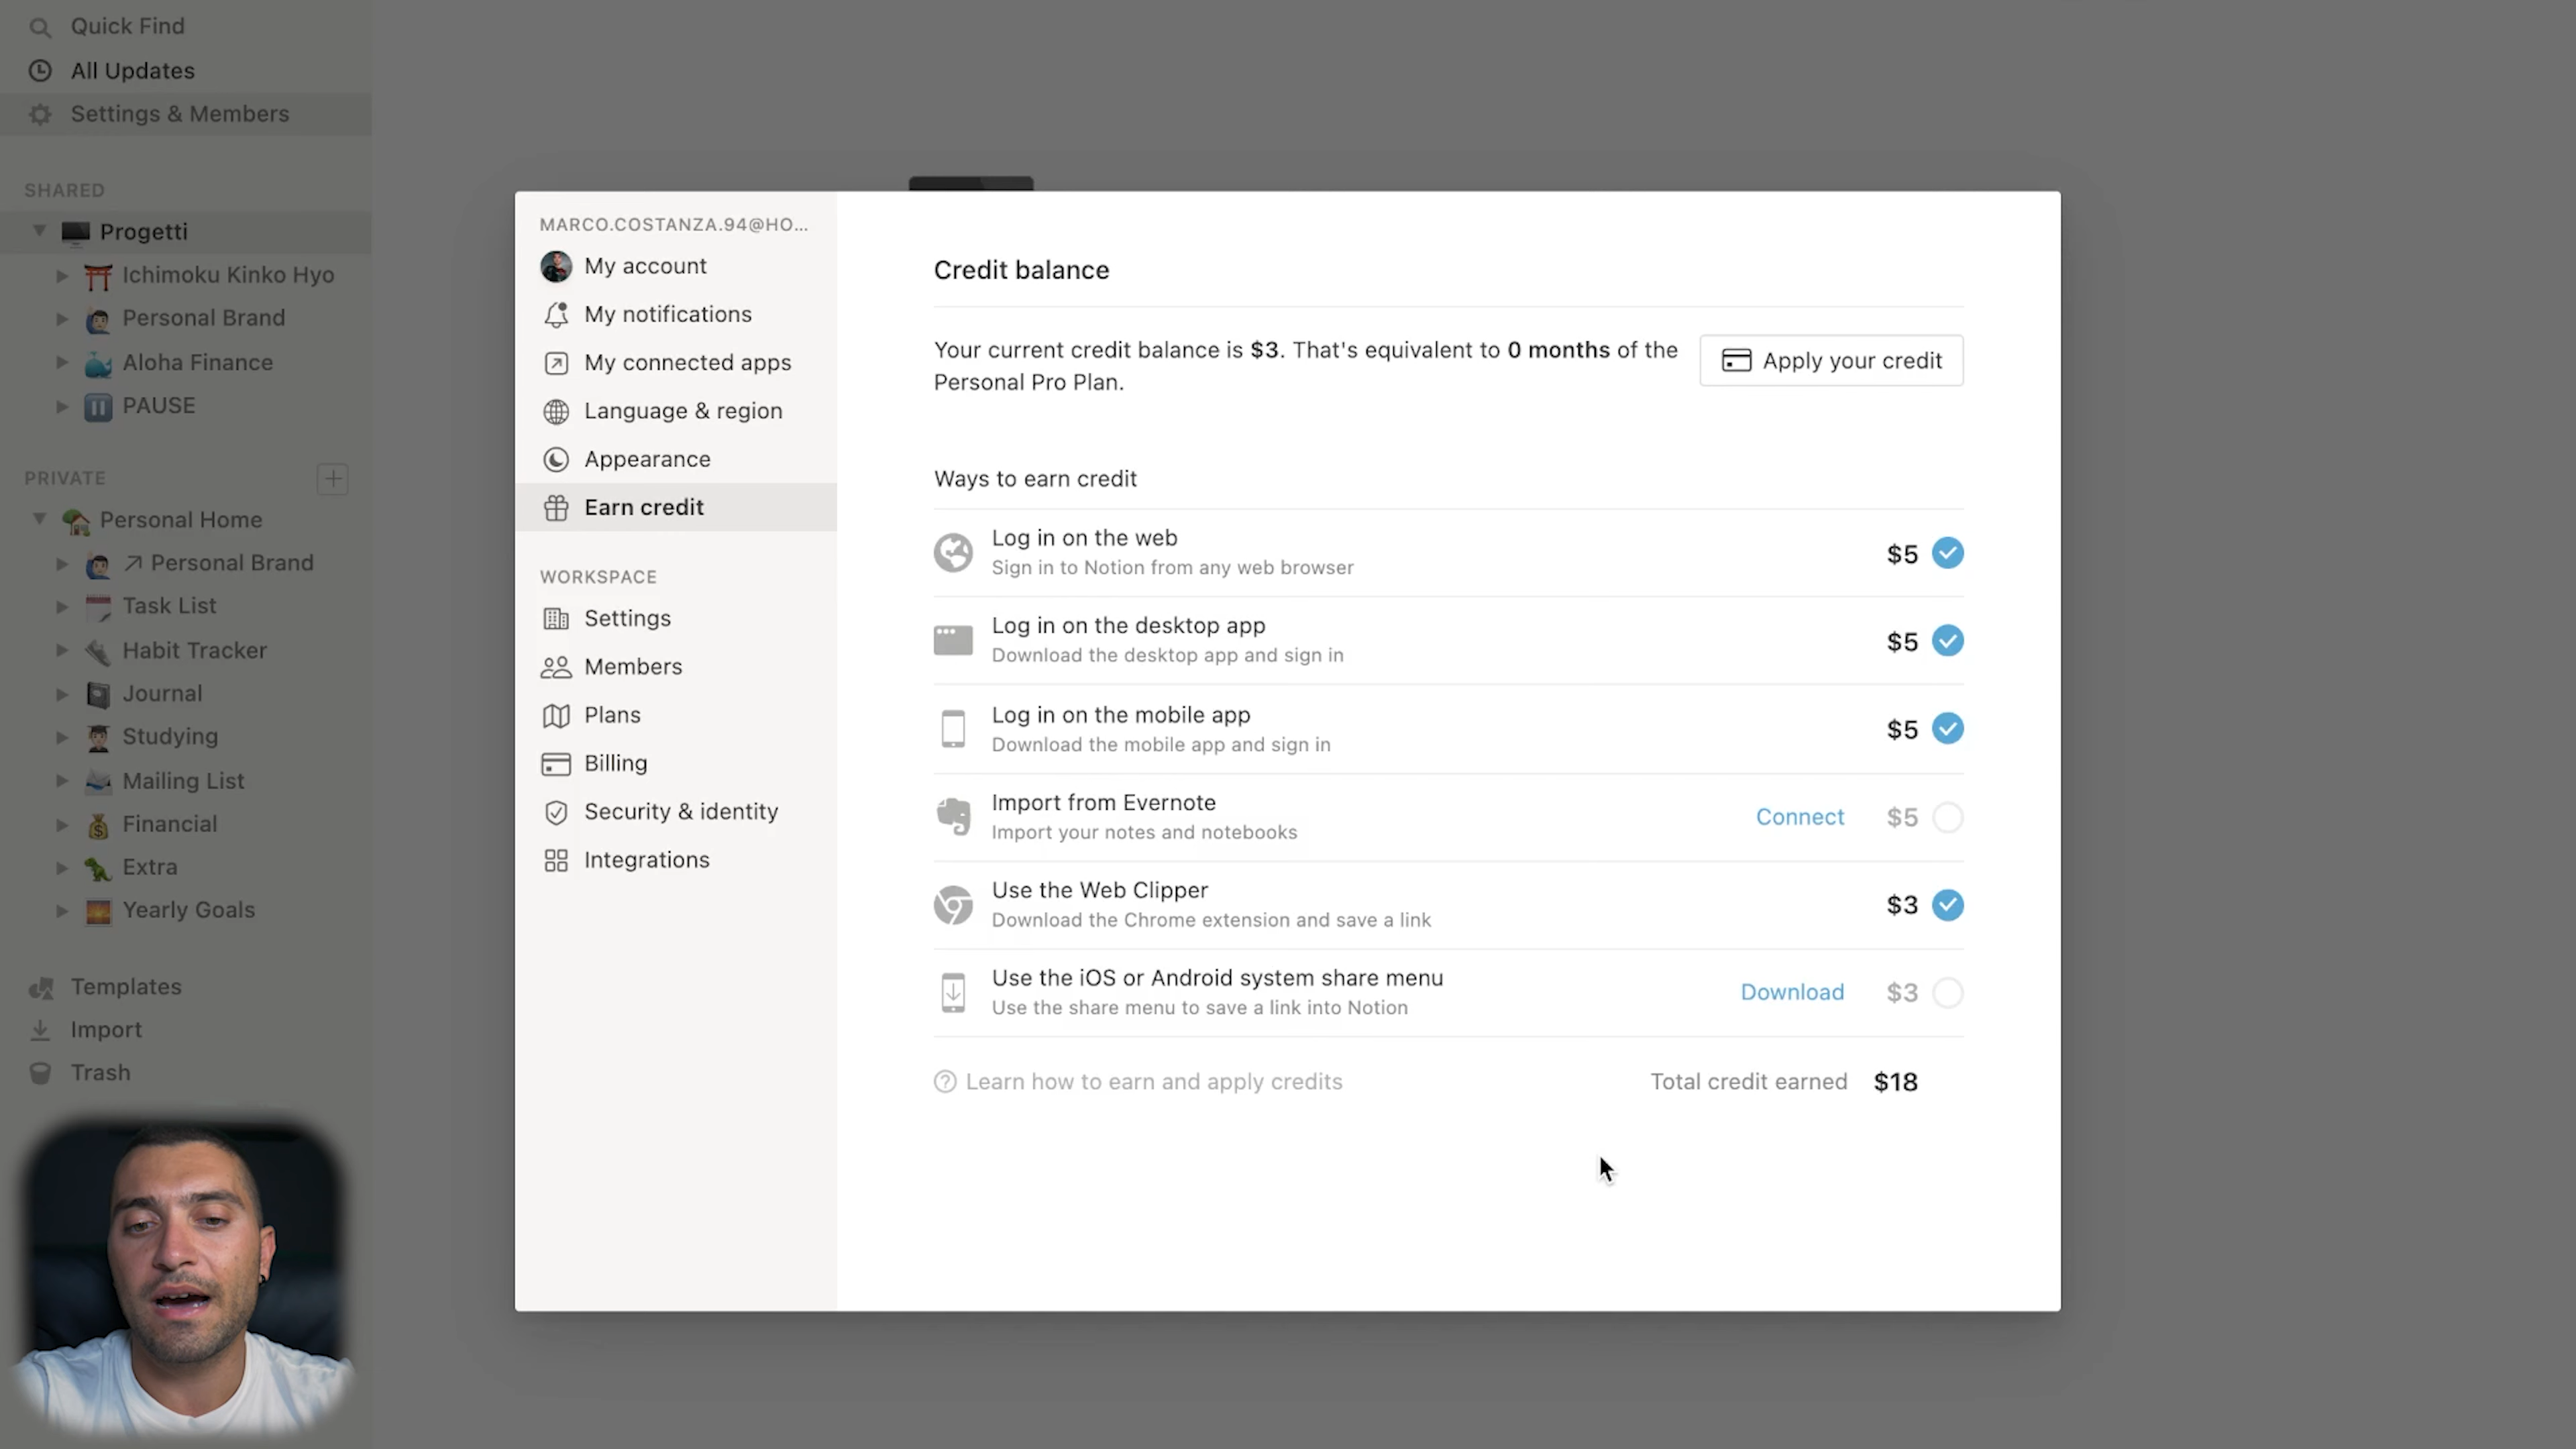 Quick Find
All Updates
Settings & Members
SHARED
Progetti
Ichimoku Kinko Hyo
Personal Brand
Aloha Finance
PAUSE
PRIVATE
Personal Home
Personal Brand
Task List
Habit Tracker
Journal
Studying
Mailing List
Financial
Extra
Yearly Goals
Templates
Import
Trash
MARCO.COSTANZA.94@HO...
My account
My notifications
My connected apps
Language & region
Appearance
Earn credit
WORKSPACE
Settings
Members
Plans
Billing
Security & identity
Integrations
Credit balance
Your current credit balance is $3. That's equivalent to 0 months of the
Personal Pro Plan.
Apply your credit
Ways to earn credit
Log in on the web
Sign in to Notion from any web browser
$5
Log in on the desktop app
Download the desktop app and sign in
$5
Log in on the mobile app
Download the mobile app and sign in
$5
Import from Evernote
Import your notes and notebooks
Connect $5
Use the Web Clipper
Download the Chrome extension and save a link
$3
Use the iOS or Android system share menu
Use the share menu to save a link into Notion
Download $3
Learn how to earn and apply credits
Total credit earned $18